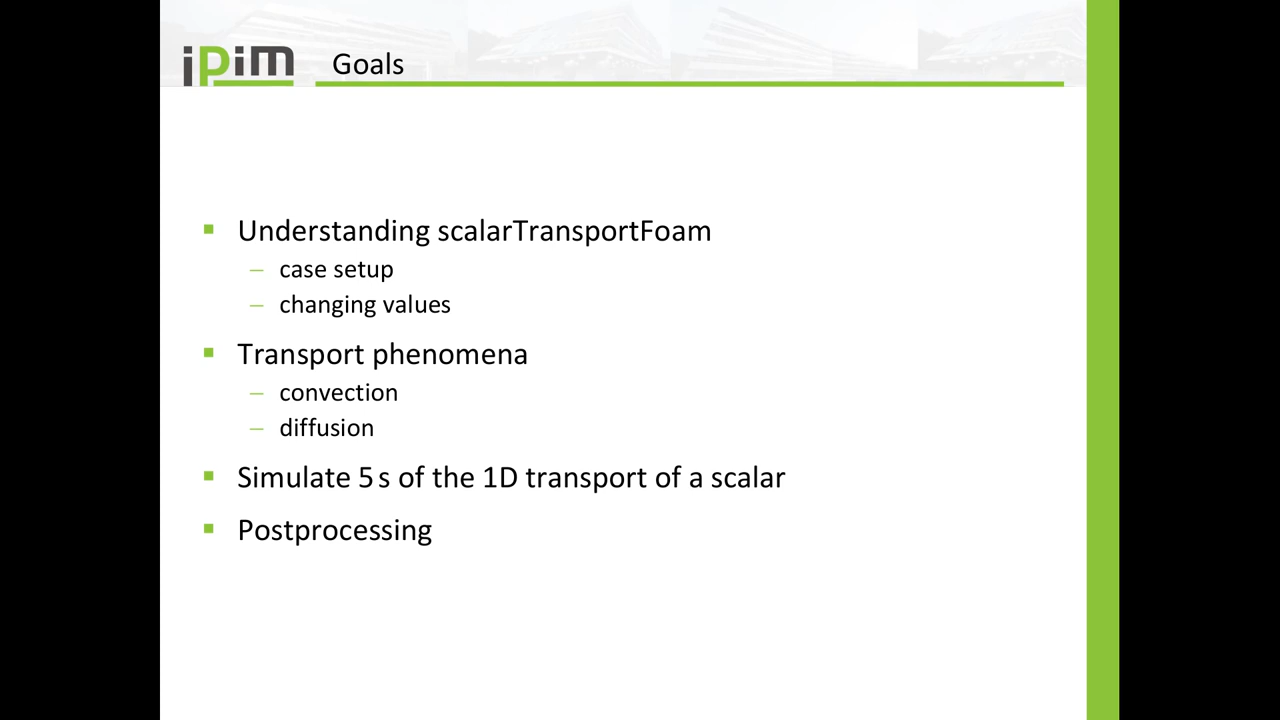 ipim
Goals
Understanding scalarTransportFoam
– case setup
– changing values
Transport phenomena
– convection
– diffusion
Simulate 5 s of the 1D transport of a scalar
Postprocessing